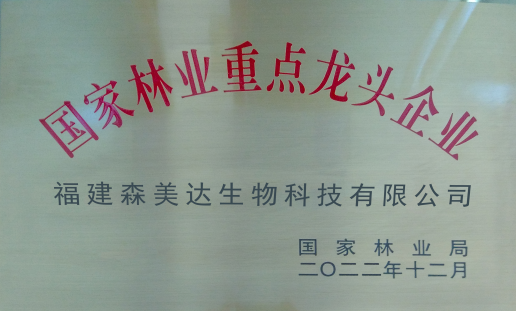 国家林业重点龙头企业
福建森美达生物科技有限公司
国家林业局
二〇二二年十二月